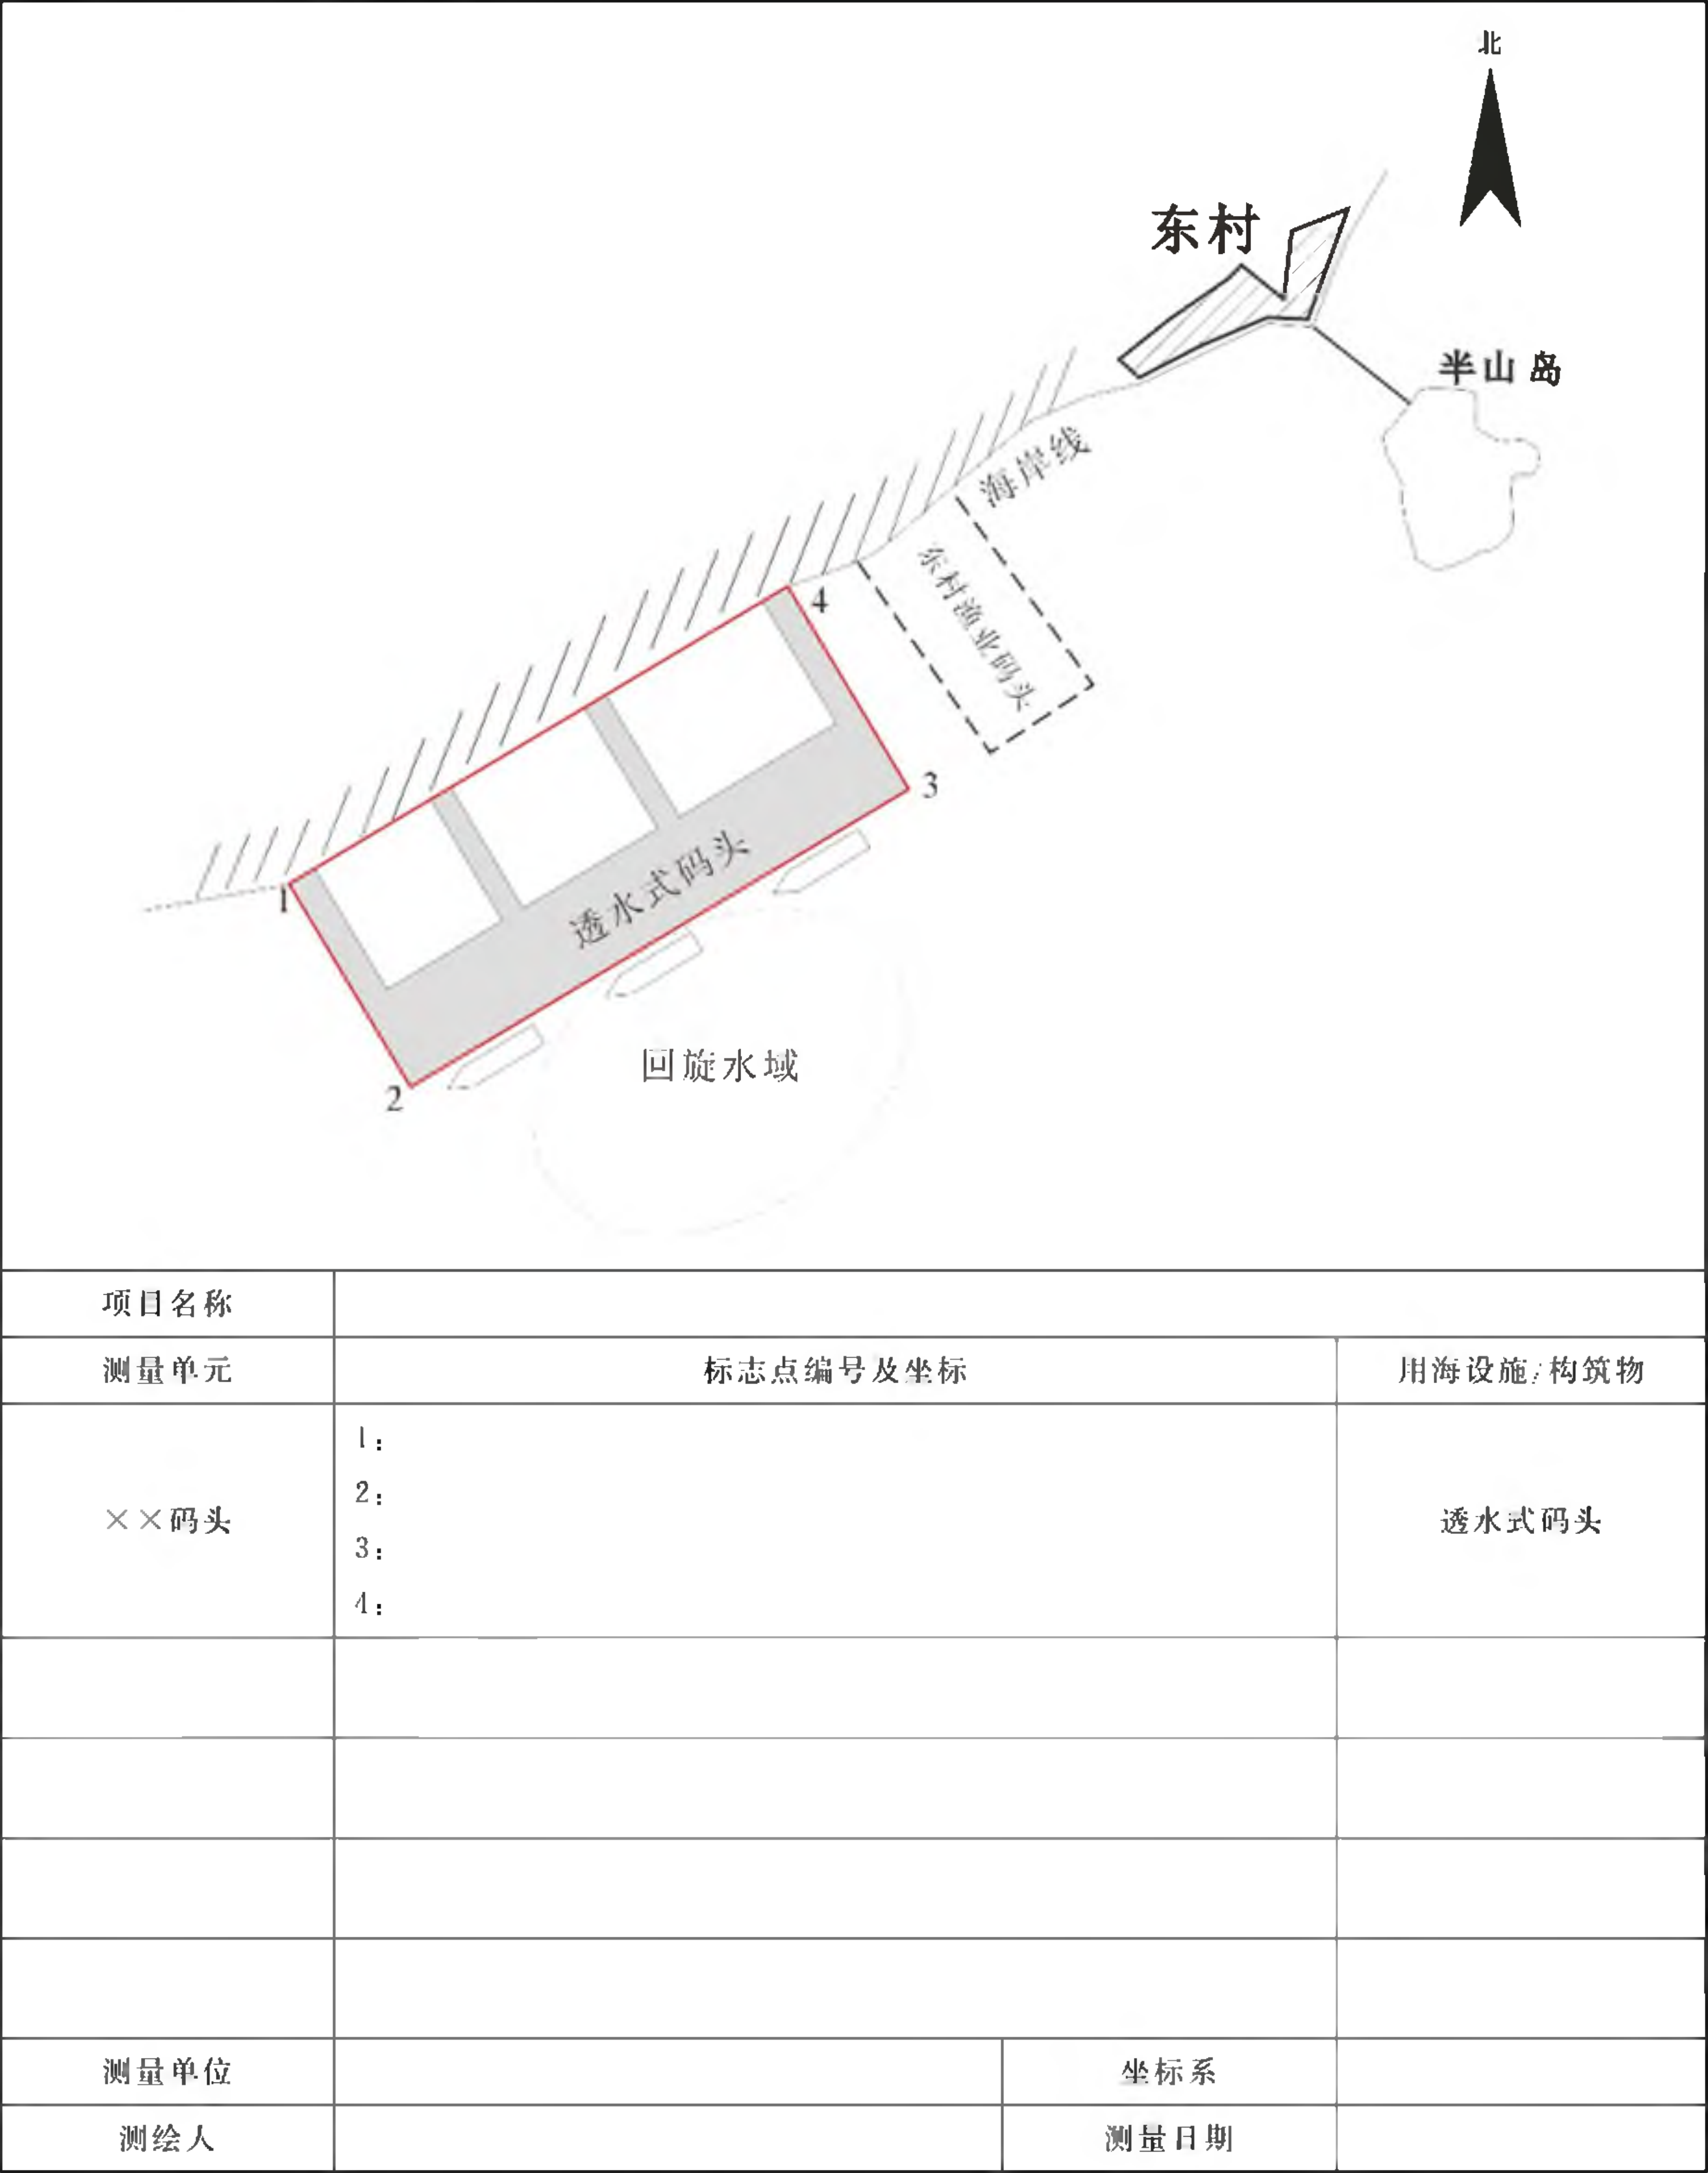 北
东村
半山岛
海岸线
东村渔业码头
4
3
透水式码头
1
回旋水域
2
项目名称
测量单元 标志点编号及坐标 用海设施/构筑物
××码头
1：
2：
3：
4：
透水式码头
测量单位 坐标系
测绘人 测量日期